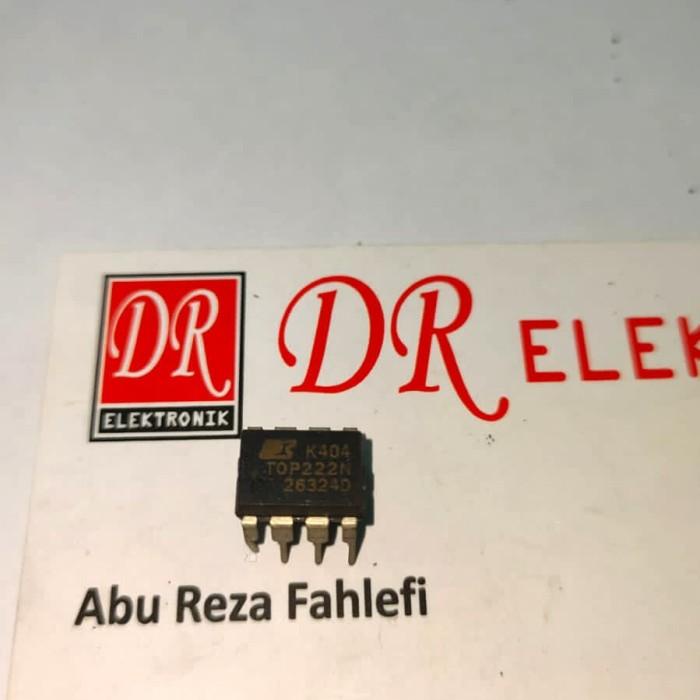 DR
ELEKTRONIK
DR ELEK
K404
TOP222N
26324D
Abu Reza Fahlefi